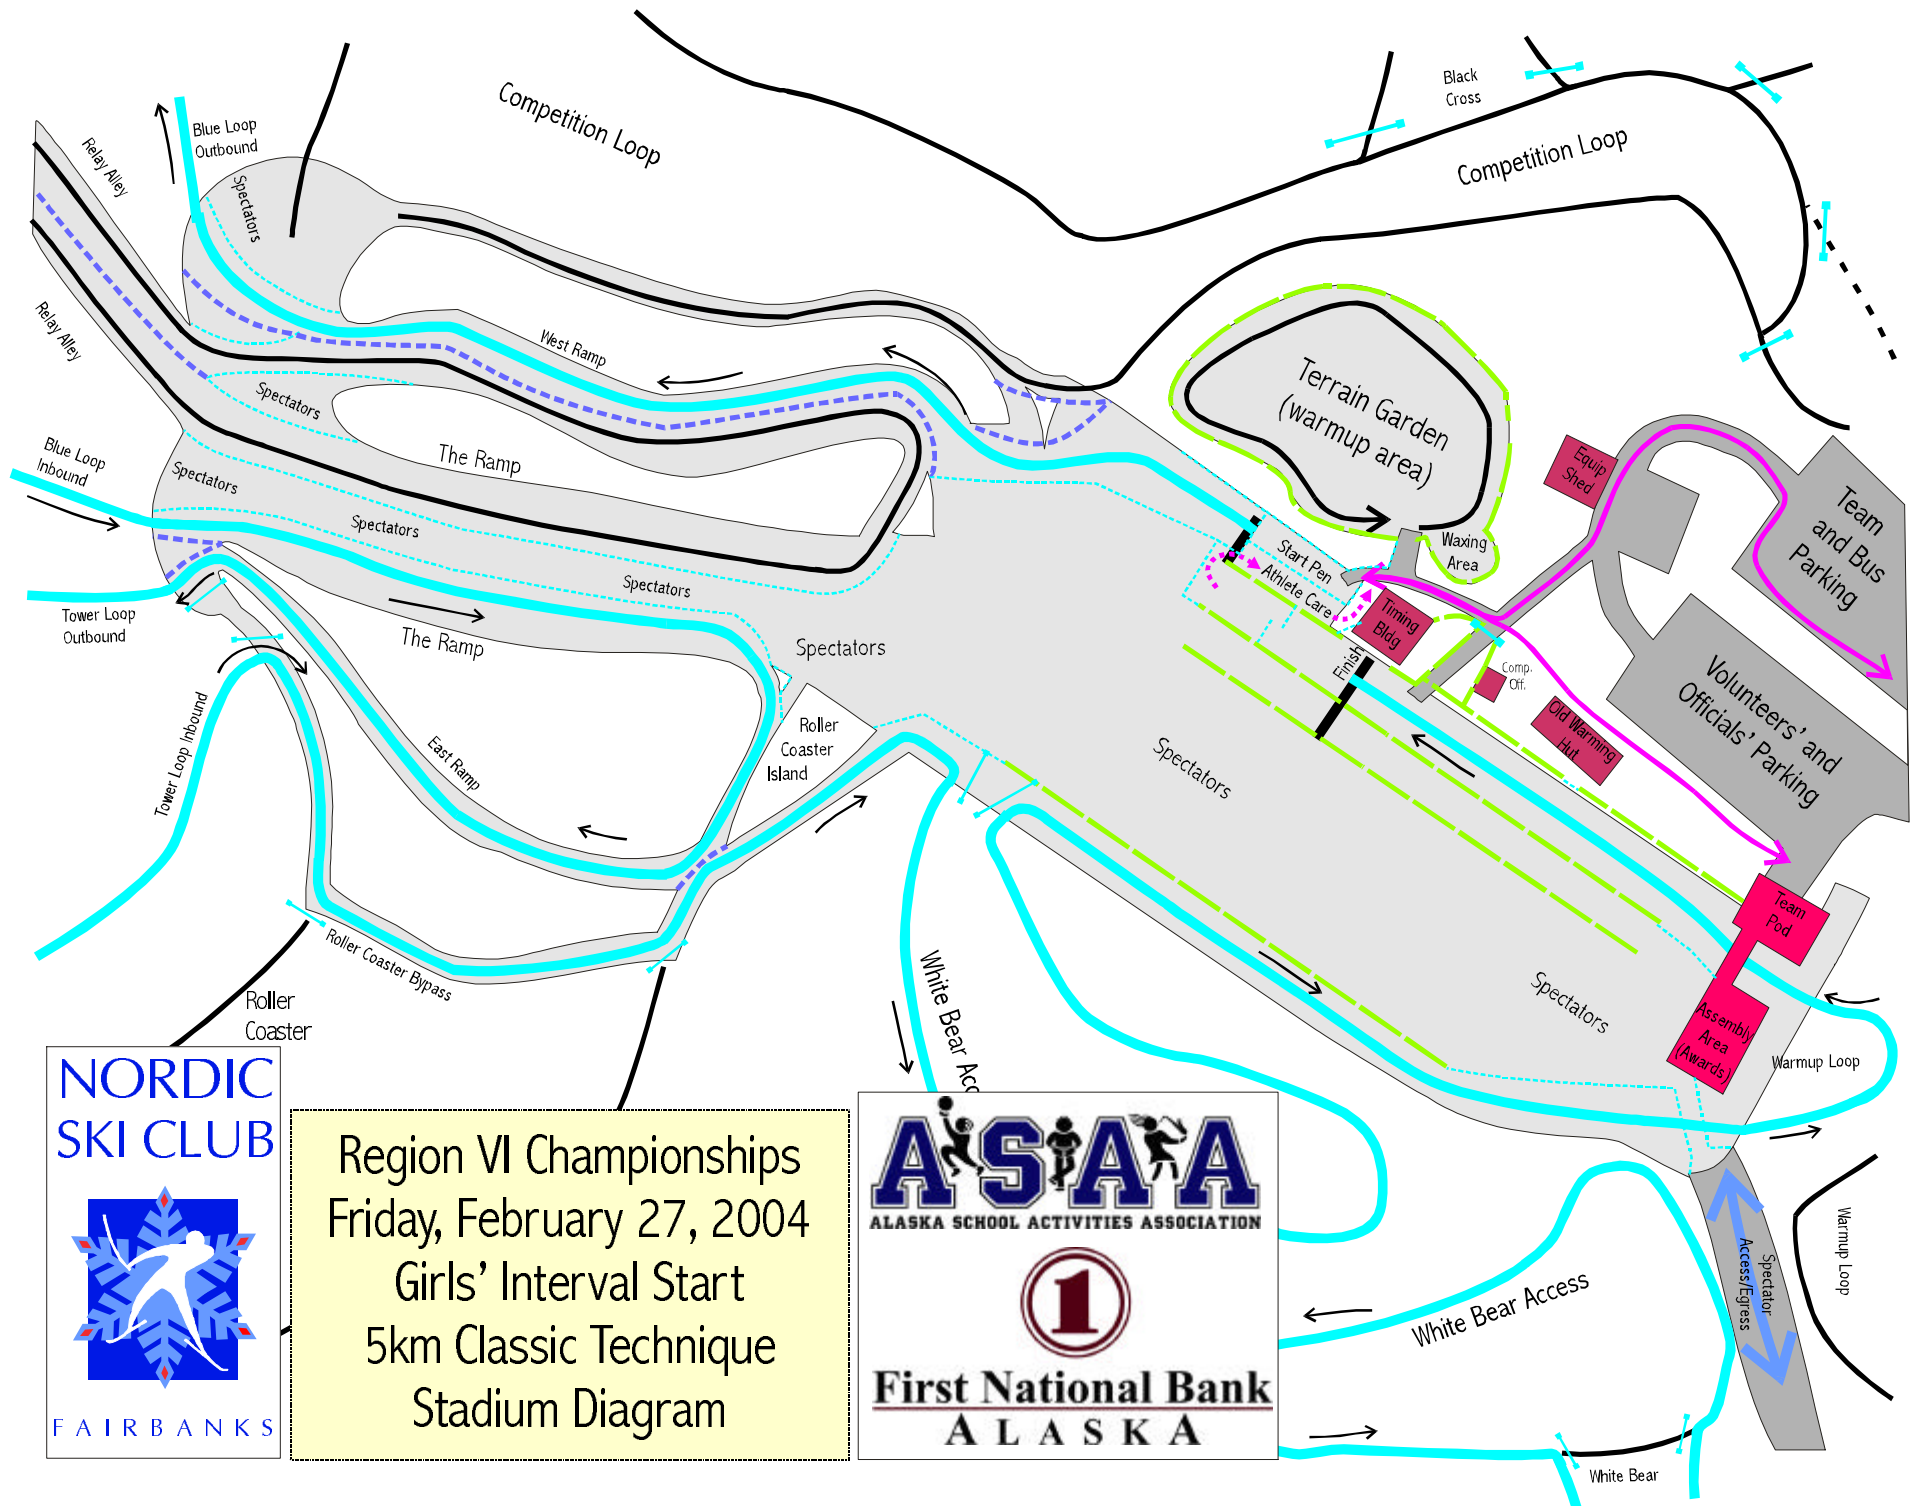 Black
Cross
Competition Loop
Competition Loop
Blue Loop
Outbound
Relay Alley
Spectators
Relay Alley
West Ramp
Terrain Garden
(warmup area)
Spectators
The Ramp
Blue Loop
Inbound
Spectators
Spectators
Equip
Shed
Team
and Bus
Parking
Waxing
Area
Start Pen
Athlete Care
Timing
Bldg
Spectators
Tower Loop
Outbound
The Ramp
Spectators
Finish
Comp.
Off.
Volunteers' and
Officials' Parking
Old Warming
Hut
Roller
Coaster
Island
Tower Loop Inbound
East Ramp
Spectators
Team
Pod
Roller Coaster Bypass
Roller
Coaster
White Bear Acc
Spectators
Assembly
Area
(Awards)
Warmup Loop
NORDIC
SKI CLUB
FAIRBANKS
Region VI Championships
Friday, February 27, 2004
Girls' Interval Start
5km Classic Technique
Stadium Diagram
ASAA
ALASKA SCHOOL ACTIVITIES ASSOCIATION
1
First National Bank
ALASKA
White Bear Access
Spectator
Access/Egress
Warmup Loop
White Bear